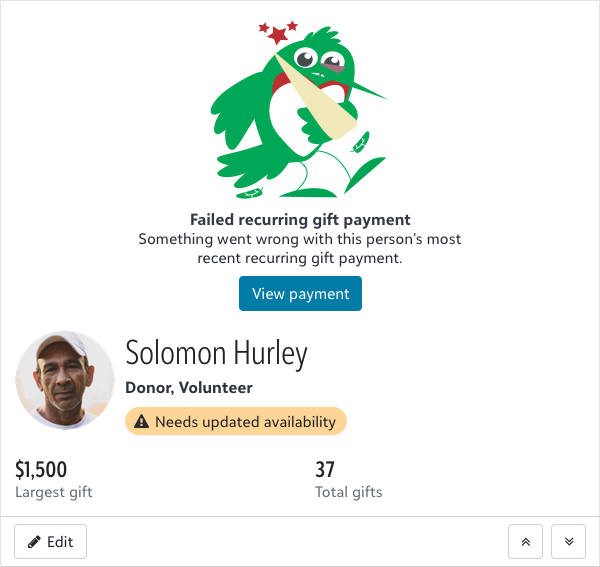 Failed recurring gift payment
Something went wrong with this person's most
recent recurring gift payment.
View payment
Solomon Hurley
Donor, Volunteer
Needs updated availability
$1,500
37
Largest gift
Total gifts
Edit